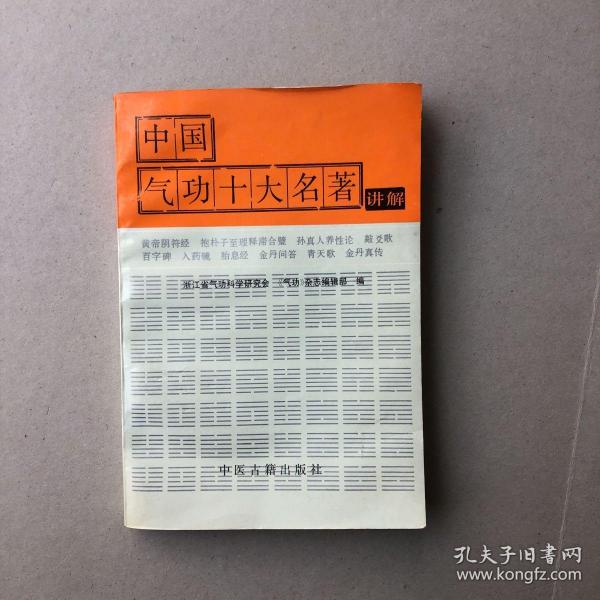 中国
气功十大名著讲解
黄帝阴符经 抱朴子至理释滞合璧 孙真人养性论 敲爻歌
百字碑 入药镜 胎息经 金丹问答 青天歌 金丹真传
浙江省气功科学研究会 《气功》杂志编辑部 编
中医古籍出版社
孔夫子旧书网
www.kongfz.com